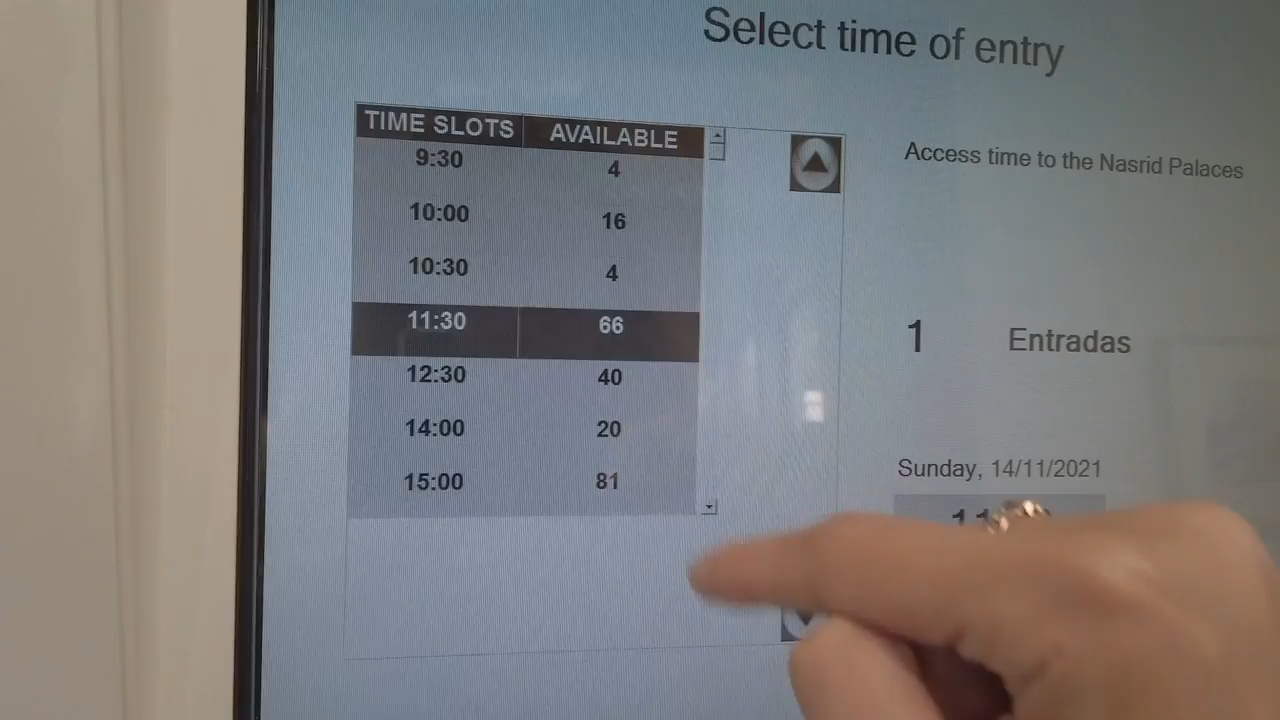 Select time of entry
TIME SLOTS AVAILABLE
9:30 4
10:00 16
10:30 4
11:30 66
12:30 40
14:00 20
15:00 81
Access time to the Nasrid Palaces
1 Entradas
Sunday, 14/11/2021